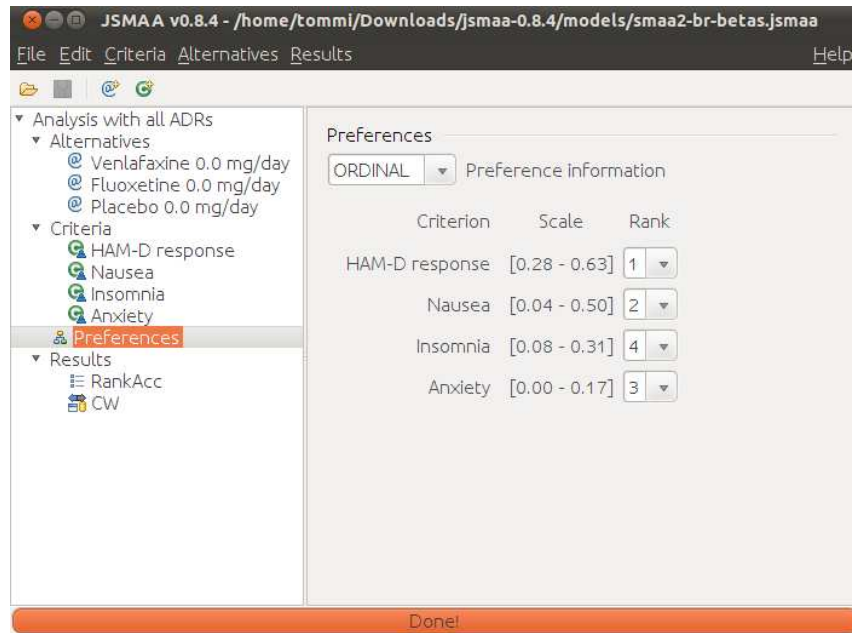 JSMAA v0.8.4 - /home/tommi/Downloads/jsmaa-0.8.4/models/smaa2-br-betas.jsmaa
File Edit Criteria Alternatives Results Help
Analysis with all ADRs
Alternatives
Venlafaxine 0.0 mg/day
Fluoxetine 0.0 mg/day
Placebo 0.0 mg/day
Criteria
HAM-D response
Nausea
Insomnia
Anxiety
Preferences
Results
RankAcc
CW
Preferences
ORDINAL Preference information
Criterion Scale Rank
HAM-D response [0.28 - 0.63] 1
Nausea [0.04 - 0.50] 2
Insomnia [0.08 - 0.31] 4
Anxiety [0.00 - 0.17] 3
Done!